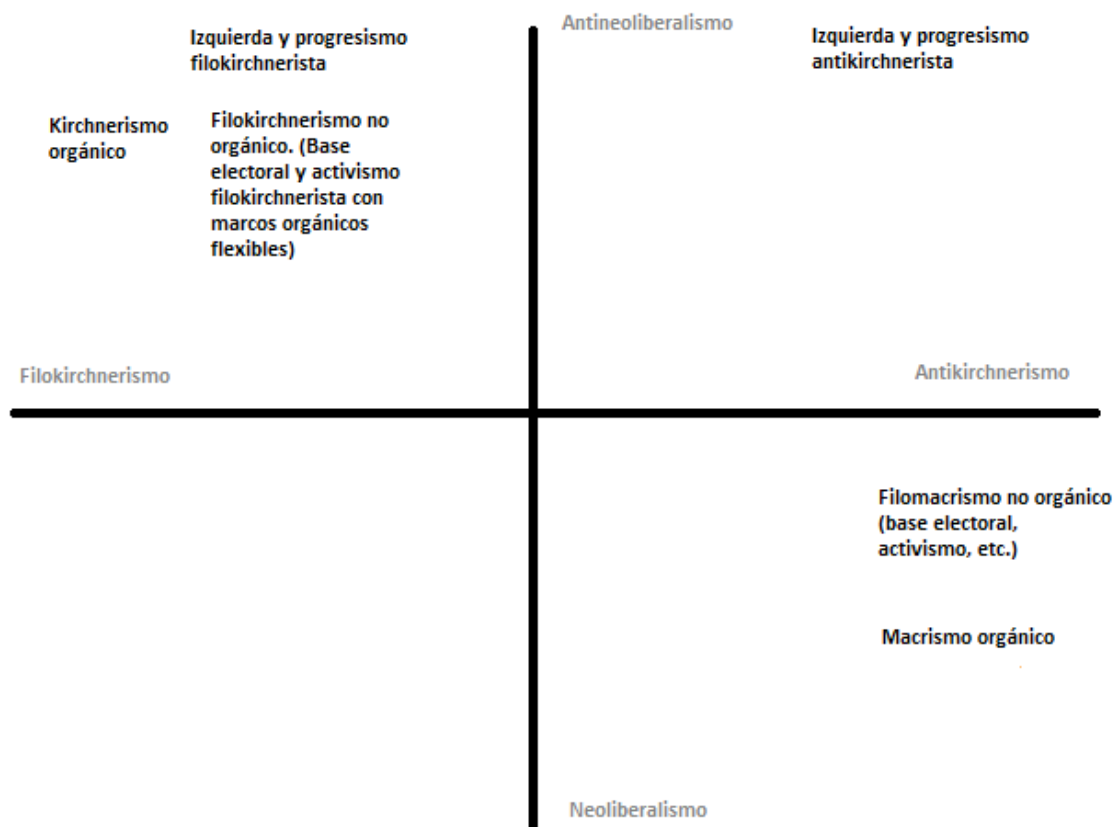 Antineoliberalismo
Izquierda y progresismo
filokirchnerista
Izquierda y progresismo
antikirchnerista
Kirchnerismo
orgánico
Filokirchnerismo no
orgánico. (Base
electoral y activismo
filokirchnerista con
marcos orgánicos
flexibles)
Filokirchnerismo
Antikirchnerismo
Filomacrismo no orgánico
(base electoral,
activismo, etc.)
Macrismo orgánico
Neoliberalismo